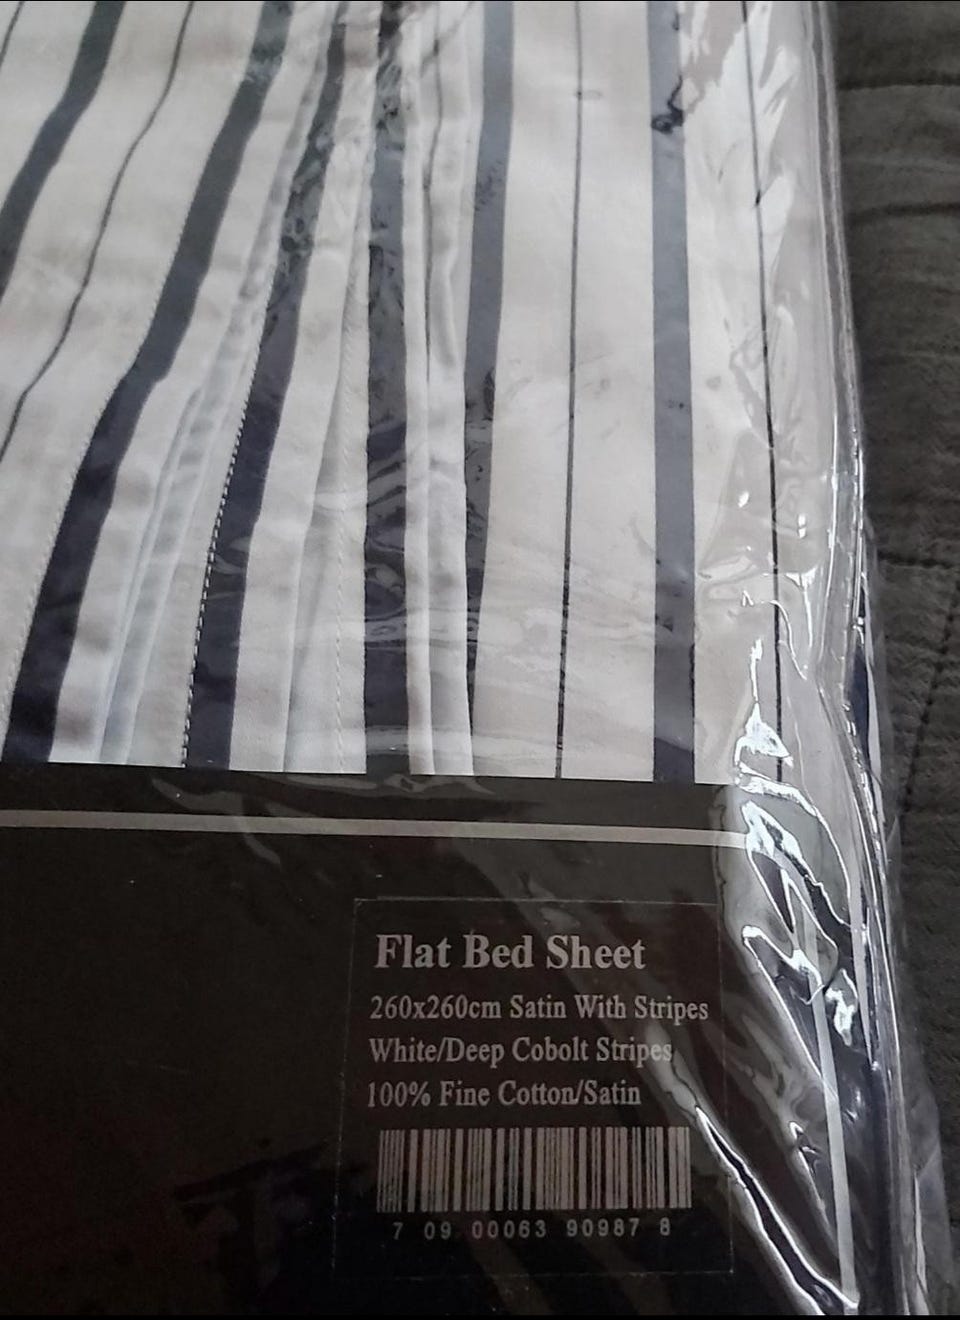 Flat Bed Sheet
260x260cm Satin With Stripes
White/Deep Cobolt Stripes
100% Fine Cotton/Satin
7 09 00063 90987 8